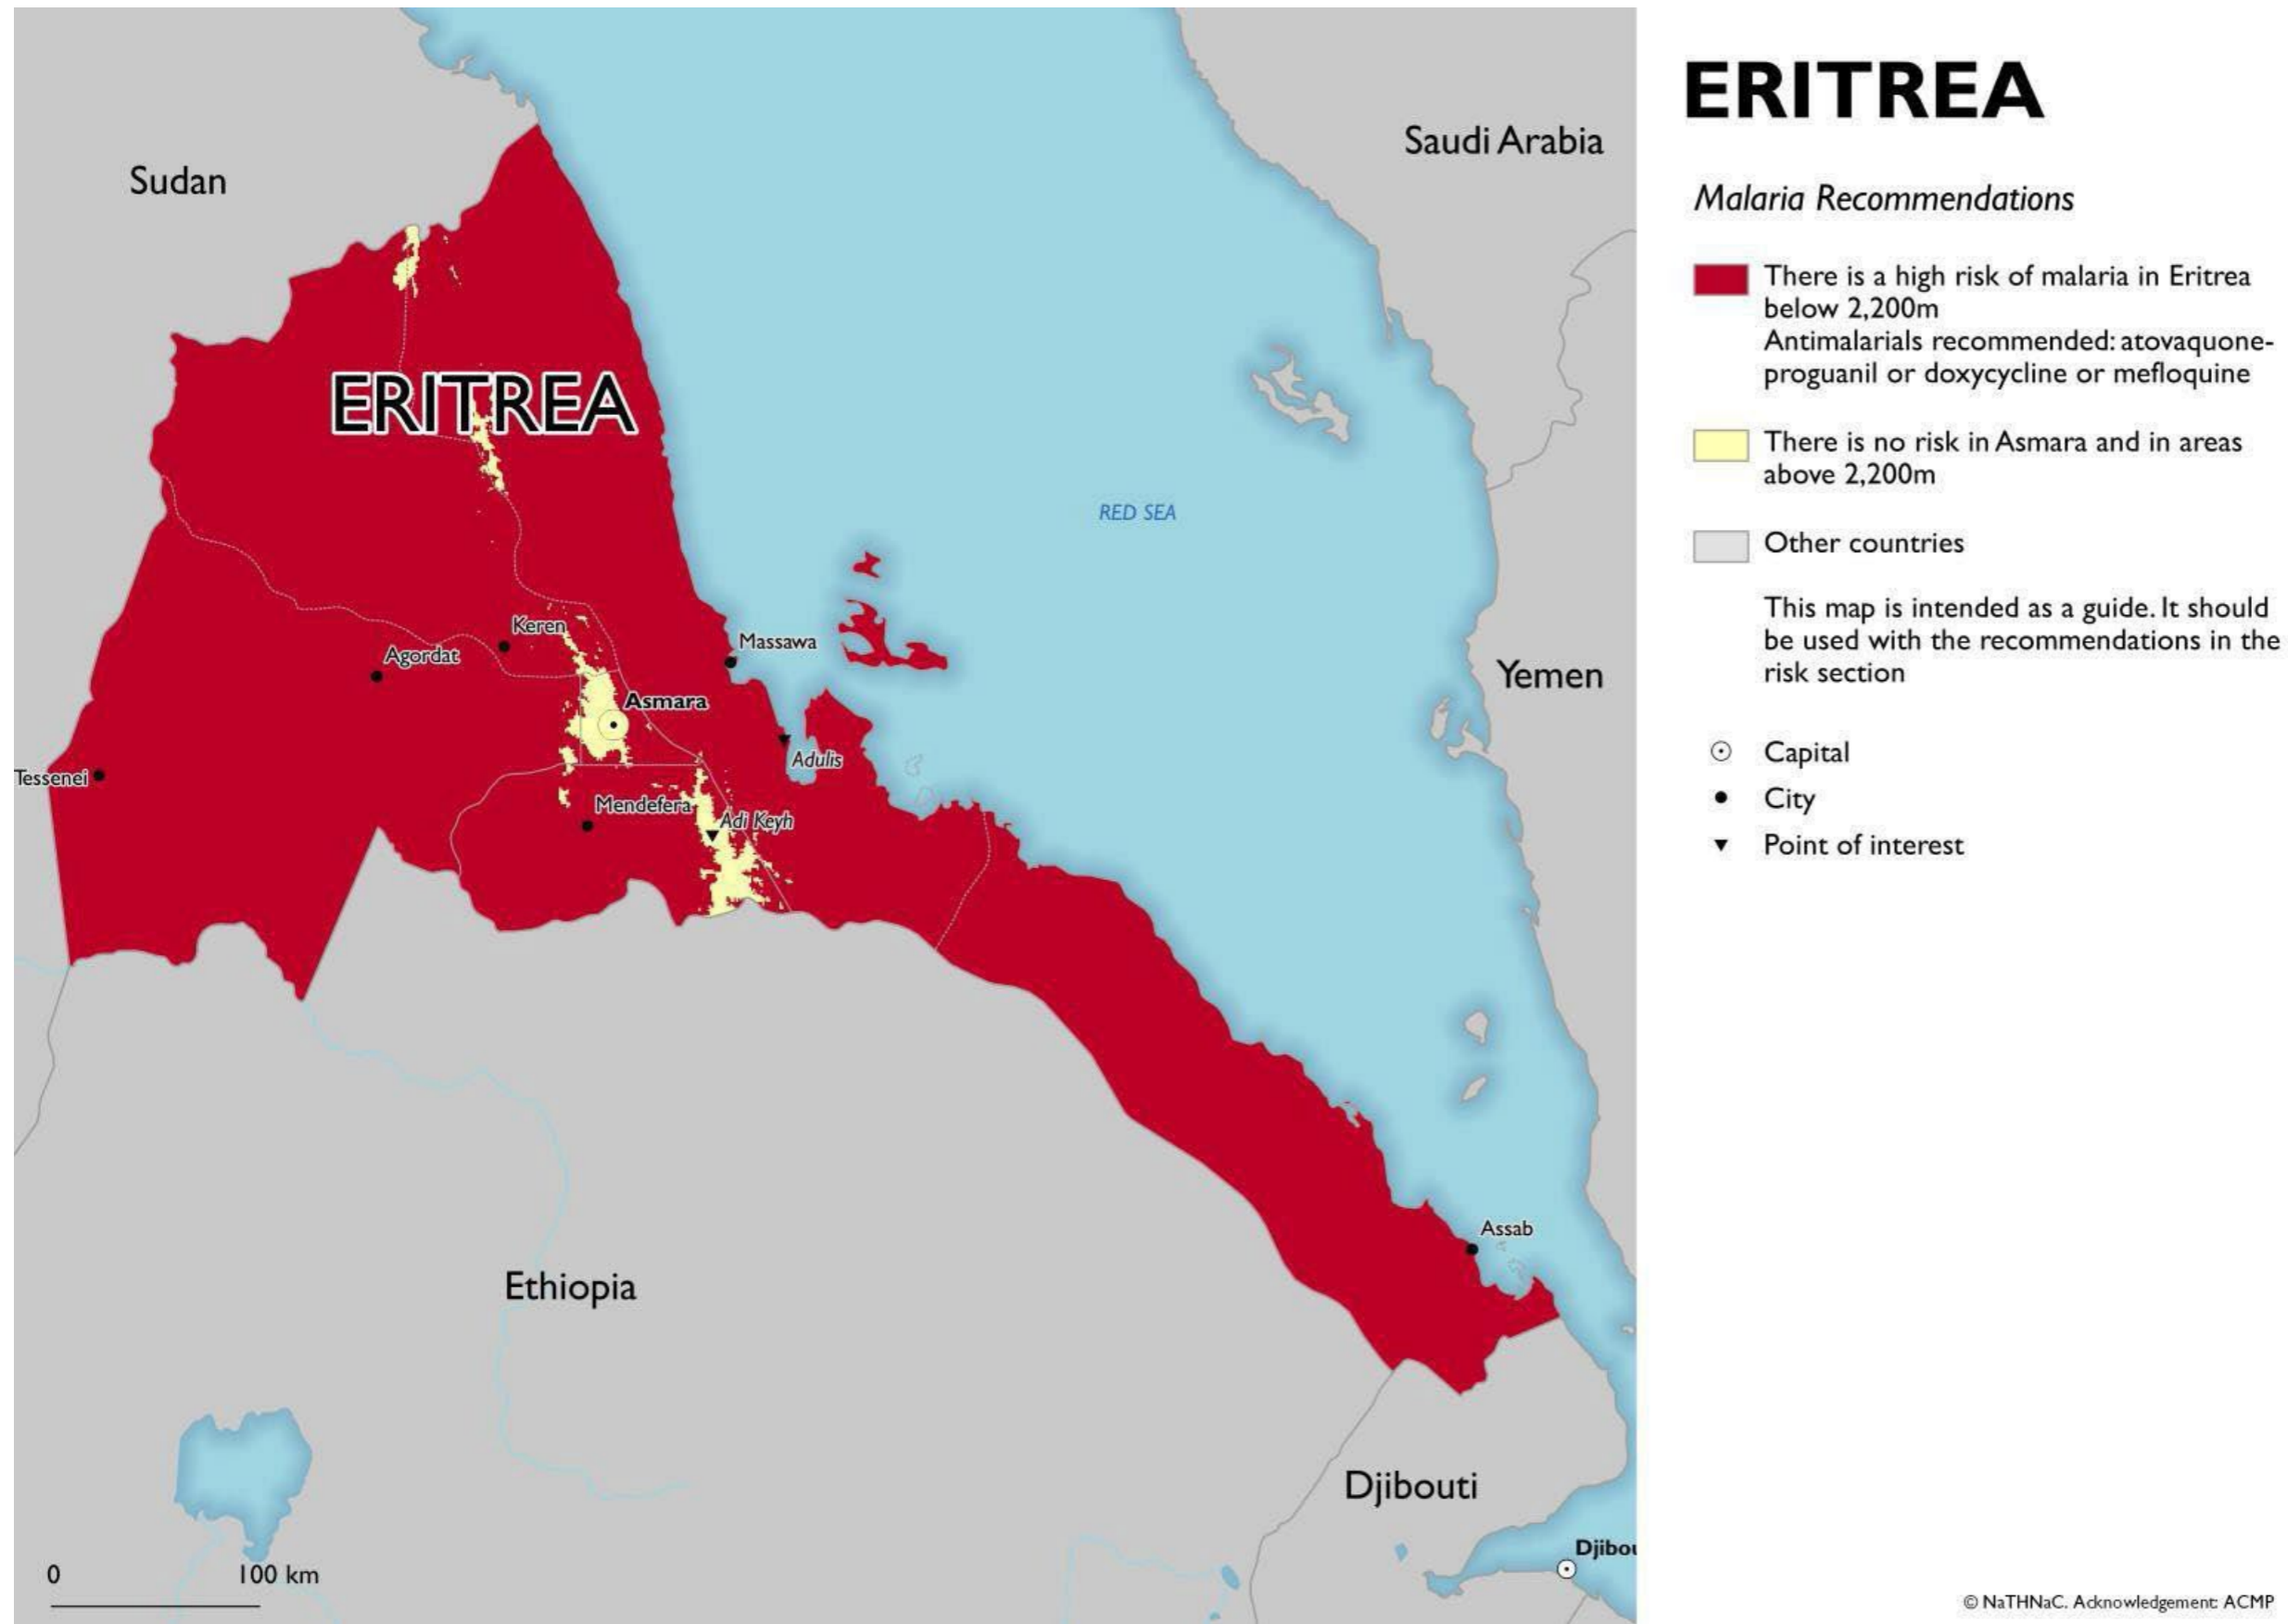 ERITREA
Malaria Recommendations
There is a high risk of malaria in Eritrea
below 2,200m
Antimalarials recommended: atovaquone-
proguanil or doxycycline or mefloquine
There is no risk in Asmara and in areas
above 2,200m
Other countries
This map is intended as a guide. It should
be used with the recommendations in the
risk section
Capital
City
Point of interest
Saudi Arabia
Sudan
ERITREA
RED SEA
Keren
Massawa
Agordat
Yemen
Asmara
Adulis
Tessenei
Mendefera
Adi Keyh
Assab
Ethiopia
Djibouti
Djibou
0 100 km
© NaTHNaC. Acknowledgement: ACMP